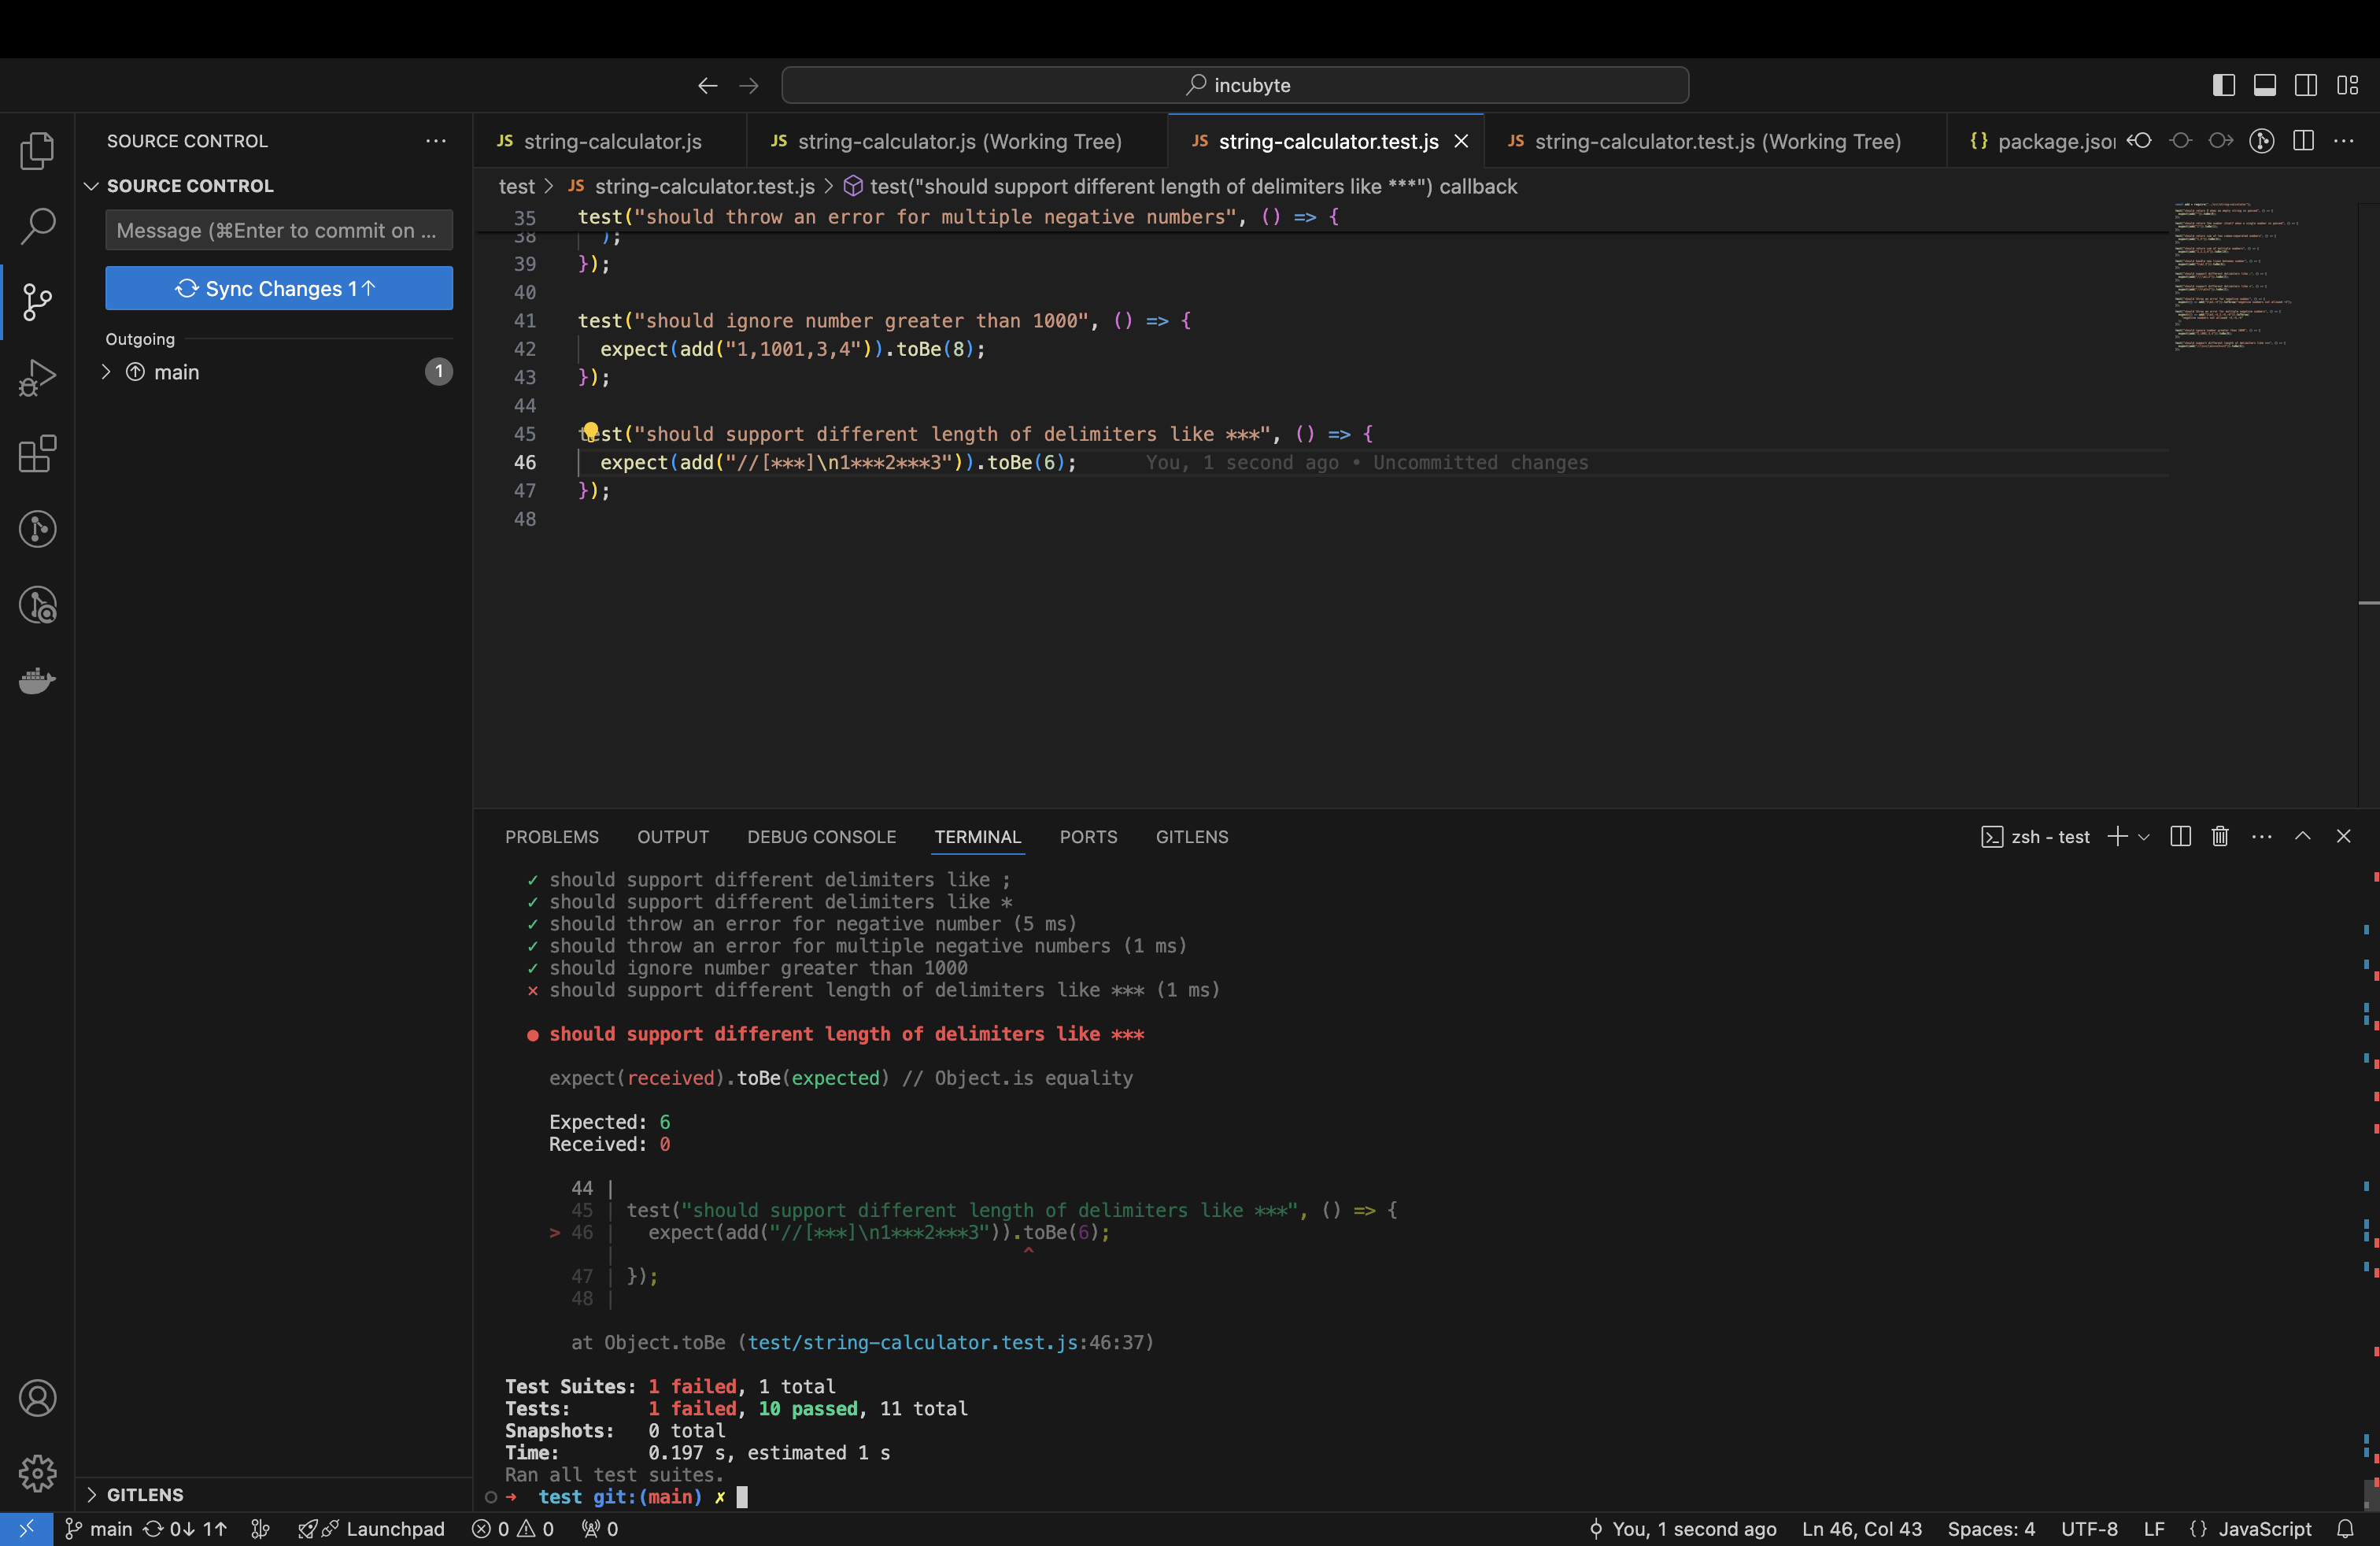 incubyte
SOURCE CONTROL
SOURCE CONTROL
Message (⌘Enter to commit on ...
Sync Changes 1↑
Outgoing
main
1
GITLENS
JS string-calculator.js
JS string-calculator.js (Working Tree)
JS string-calculator.test.js
JS string-calculator.test.js (Working Tree)
{} package.json
test > JS string-calculator.test.js > test("should support different length of delimiters like ***") callback
35 test("should throw an error for multiple negative numbers", () => {
38 );
39 });
40
41 test("should ignore number greater than 1000", () => {
42 expect(add("1,1001,3,4")).toBe(8);
43 });
44
45 test("should support different length of delimiters like ***", () => {
46 expect(add("//[***]\n1***2***3")).toBe(6); You, 1 second ago • Uncommitted changes
47 });
48
PROBLEMS OUTPUT DEBUG CONSOLE TERMINAL PORTS GITLENS
zsh - test
✓ should support different delimiters like ;
✓ should support different delimiters like *
✓ should throw an error for negative number (5 ms)
✓ should throw an error for multiple negative numbers (1 ms)
✓ should ignore number greater than 1000
× should support different length of delimiters like *** (1 ms)
● should support different length of delimiters like ***
expect(received).toBe(expected) // Object.is equality
Expected: 6
Received: 0
44 |
45 | test("should support different length of delimiters like ***", () => {
> 46 | expect(add("//[***]\n1***2***3")).toBe(6);
| ^
47 | });
48 |
at Object.toBe (test/string-calculator.test.js:46:37)
Test Suites: 1 failed, 1 total
Tests: 1 failed, 10 passed, 11 total
Snapshots: 0 total
Time: 0.197 s, estimated 1 s
Ran all test suites.
➜ test git:(main) ✗
main 0↓ 1↑ Launchpad 0 0 0
You, 1 second ago Ln 46, Col 43 Spaces: 4 UTF-8 LF {} JavaScript